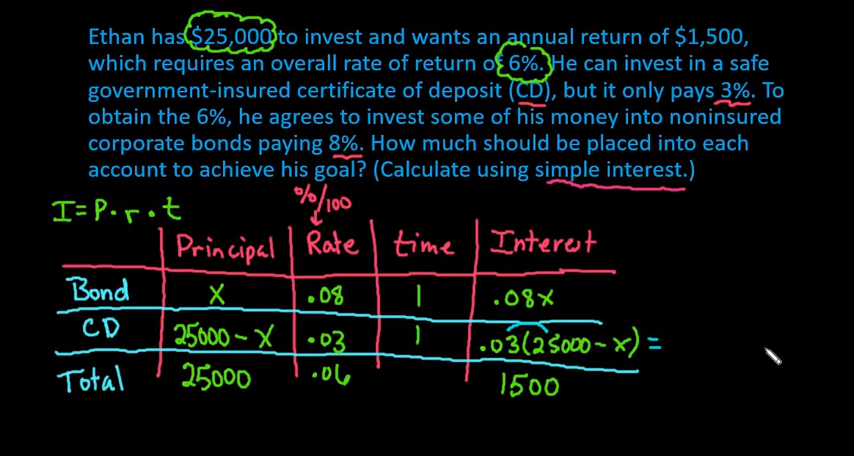 Ethan has $25,000 to invest and wants an annual return of $1,500,
which requires an overall rate of return of 6%. He can invest in a safe
government-insured certificate of deposit (CD), but it only pays 3%. To
obtain the 6%, he agrees to invest some of his money into noninsured
corporate bonds paying 8%. How much should be placed into each
account to achieve his goal? (Calculate using simple interest.)
%/100
I=P·r·t
Principal Rate time Interest
Bond X .08 1 .08x
CD 25000-X .03 1 .03(25000-x) =
Total 25000 .06 1500